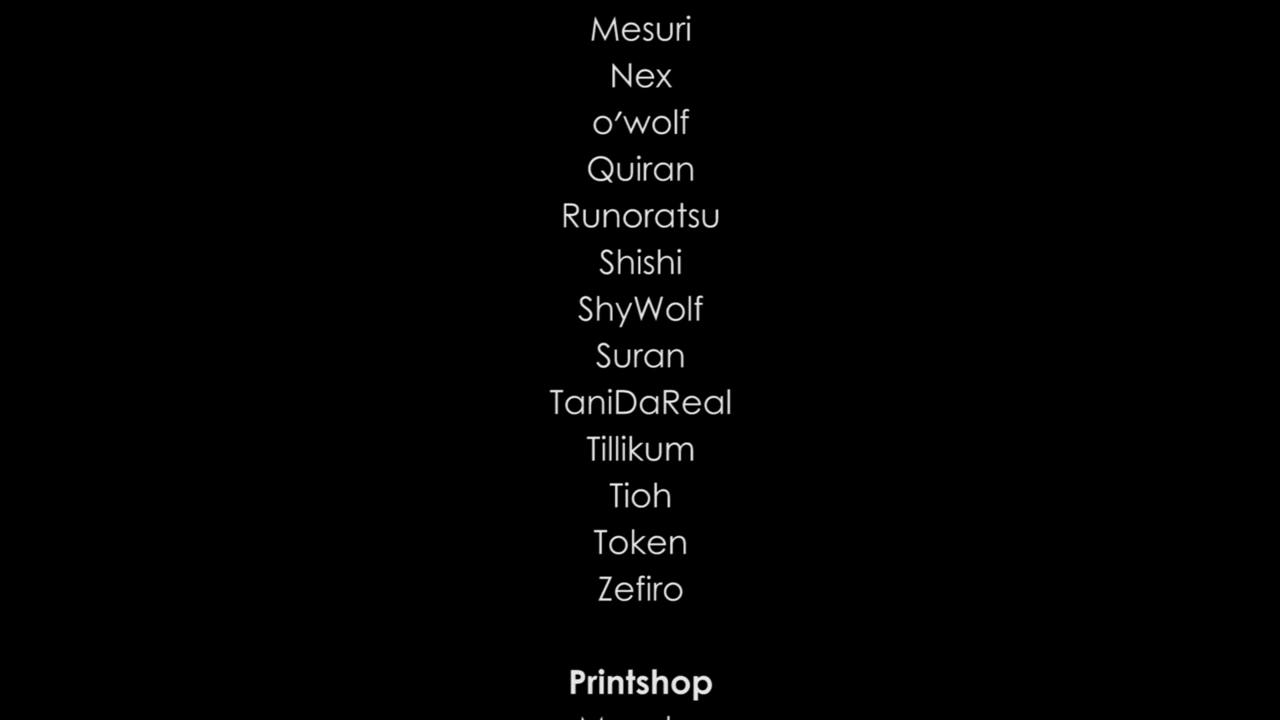 Mesuri
Nex
o'wolf
Quiran
Runoratsu
Shishi
ShyWolf
Suran
TaniDaReal
Tillikum
Tioh
Token
Zefiro
Printshop